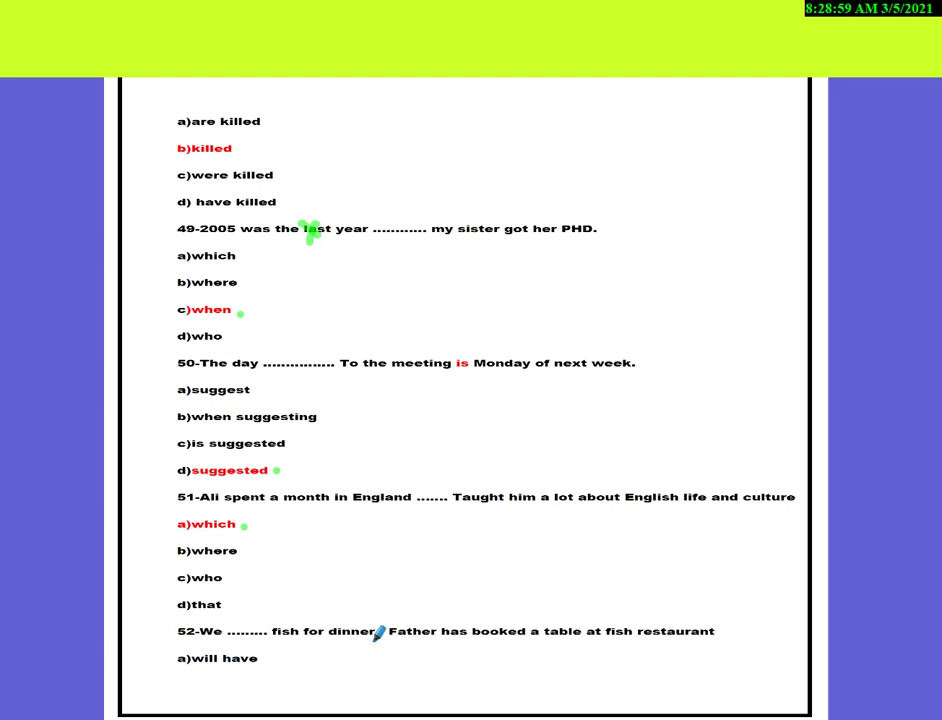 8:28:59 AM 3/5/2021
a)are killed
b)killed
c)were killed
d) have killed
49-2005 was the last year ............ my sister got her PHD.
a)which
b)where
c)when
d)who
50-The day ................ To the meeting is Monday of next week.
a)suggest
b)when suggesting
c)is suggested
d)suggested
51-Ali spent a month in England ....... Taught him a lot about English life and culture
a)which
b)where
c)who
d)that
52-We ......... fish for dinner Father has booked a table at fish restaurant
a)will have